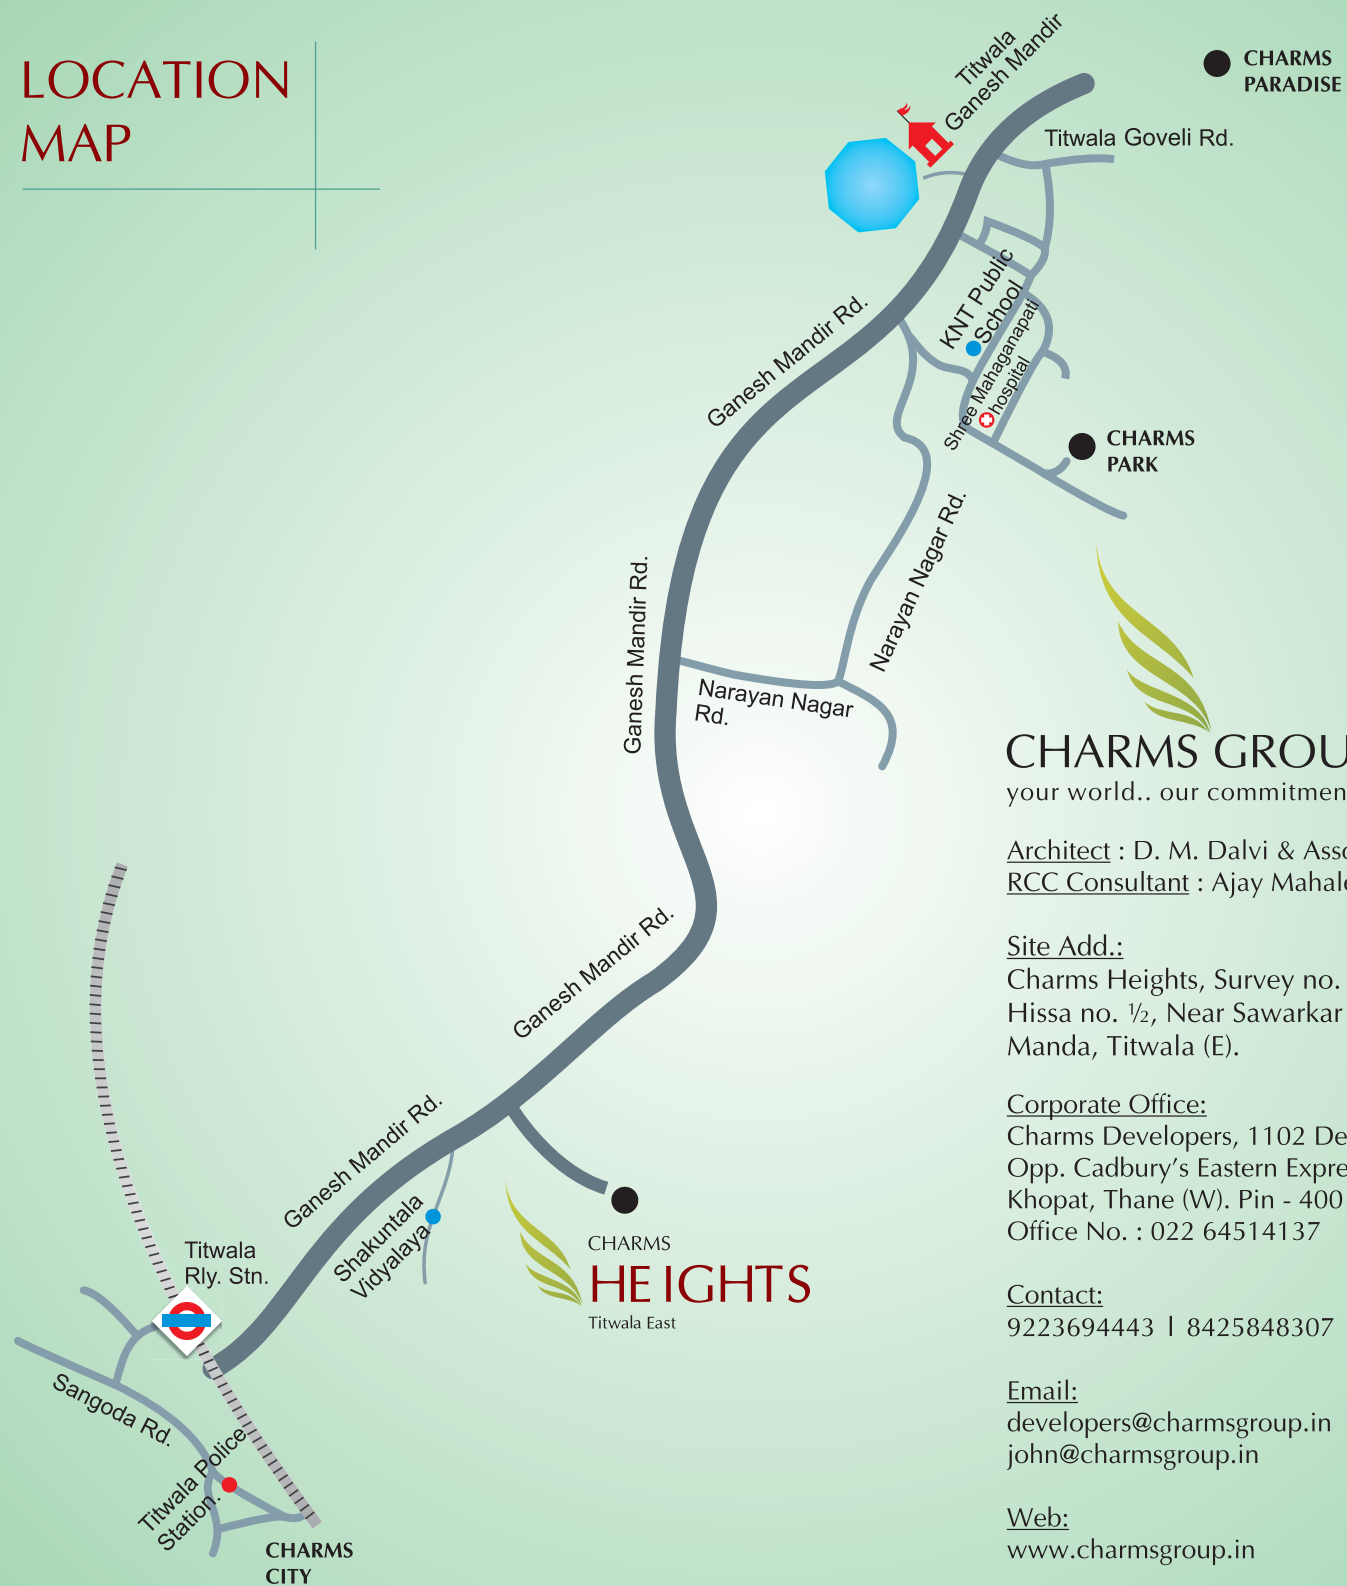 LOCATION
MAP
Titwala
Ganesh Mandir
CHARMS
PARADISE
Titwala Goveli Rd.
KNT Public
School
Shree Mahaganapati
hospital
Ganesh Mandir Rd.
CHARMS
PARK
Narayan Nagar Rd.
Ganesh Mandir Rd.
Narayan Nagar
Rd.
Ganesh Mandir Rd.
Ganesh Mandir Rd.
Shakuntala
Vidyalaya
CHARMS
HEIGHTS
Titwala East
Titwala
Rly. Stn.
Sangoda Rd.
Titwala Police
Station.
CHARMS
CITY
CHARMS GROU
your world.. our commitmen
Architect : D. M. Dalvi & Asso
RCC Consultant : Ajay Mahale
Site Add.:
Charms Heights, Survey no.
Hissa no. ½, Near Sawarkar
Manda, Titwala (E).
Corporate Office:
Charms Developers, 1102 De
Opp. Cadbury’s Eastern Expre
Khopat, Thane (W). Pin - 400
Office No. : 022 64514137
Contact:
9223694443 l 8425848307
Email:
developers@charmsgroup.in
john@charmsgroup.in
Web:
www.charmsgroup.in